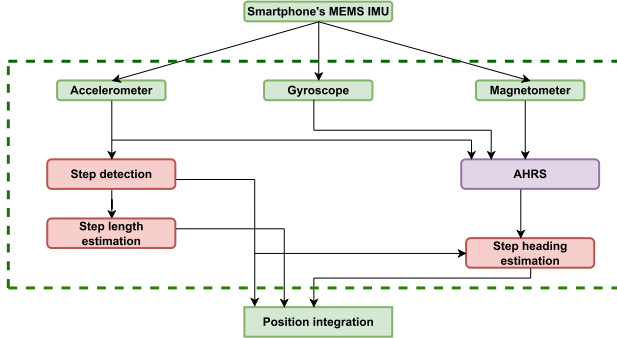 Smartphone's MEMS IMU
Accelerometer
Gyroscope
Magnetometer
Step detection
AHRS
Step length
estimation
Step heading
estimation
Position integration